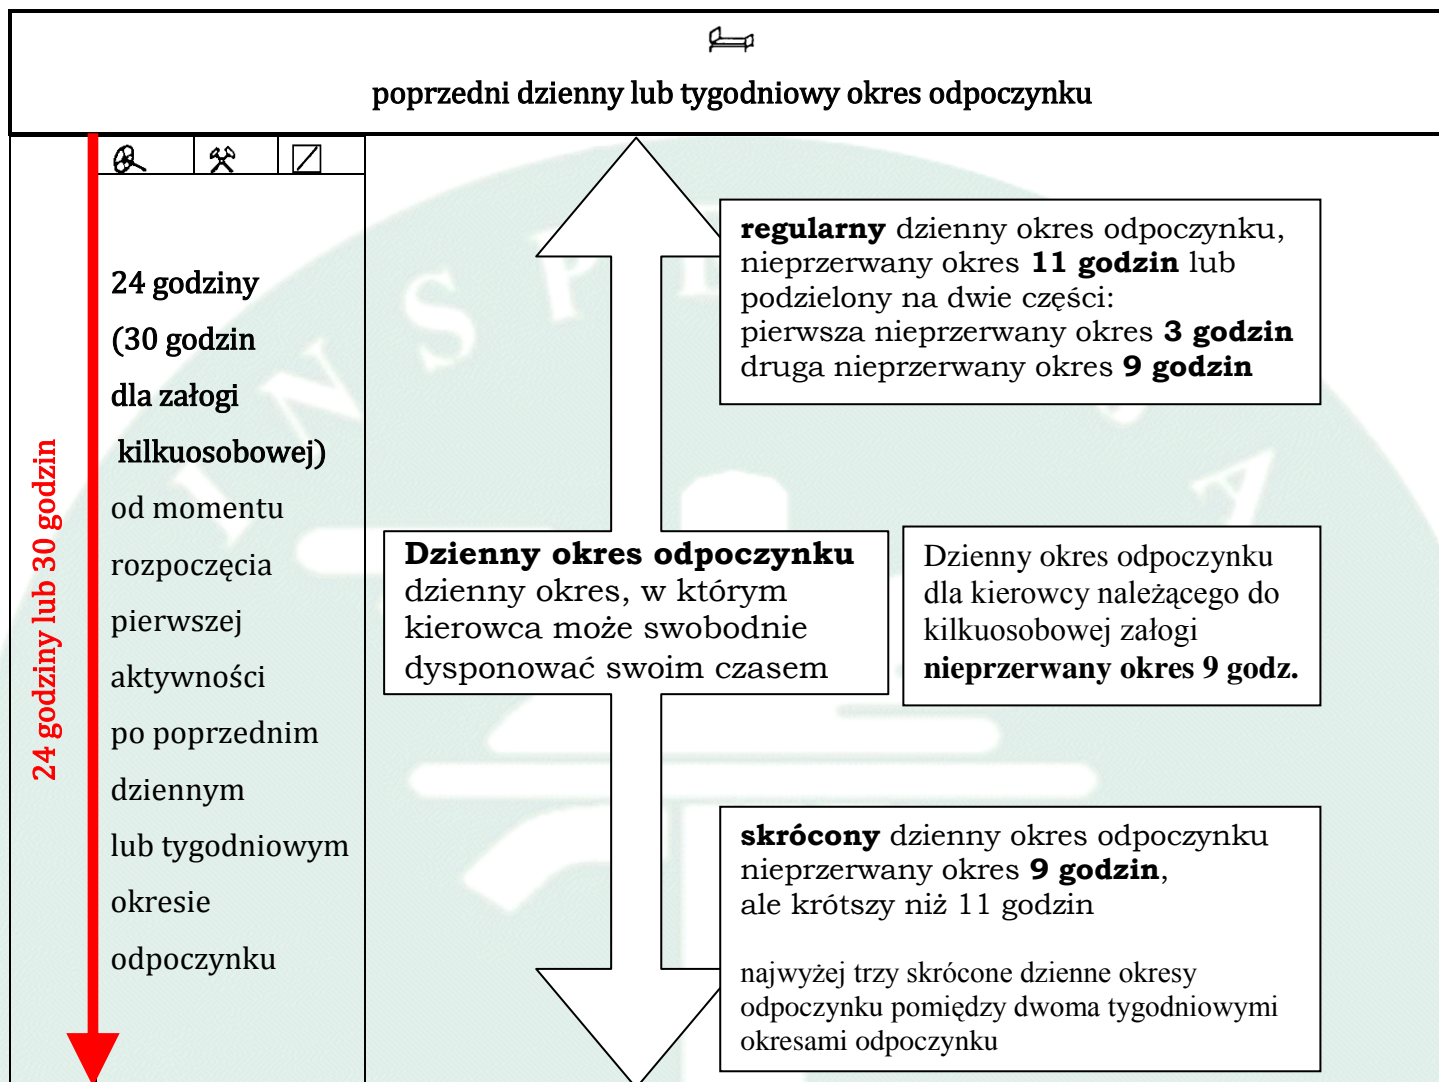 poprzedni dzienny lub tygodniowy okres odpoczynku
24 godziny lub 30 godzin
24 godziny
(30 godzin
dla załogi
kilkuosobowej)
od momentu
rozpoczęcia
pierwszej
aktywności
po poprzednim
dziennym
lub tygodniowym
okresie
odpoczynku
regularny dzienny okres odpoczynku,
nieprzerwany okres 11 godzin lub
podzielony na dwie części:
pierwsza nieprzerwany okres 3 godzin
druga nieprzerwany okres 9 godzin
Dzienny okres odpoczynku
dzienny okres, w którym
kierowca może swobodnie
dysponować swoim czasem
Dzienny okres odpoczynku
dla kierowcy należącego do
kilkuosobowej załogi
nieprzerwany okres 9 godz.
skrócony dzienny okres odpoczynku
nieprzerwany okres 9 godzin,
ale krótszy niż 11 godzin
najwyżej trzy skrócone dzienne okresy
odpoczynku pomiędzy dwoma tygodniowymi
okresami odpoczynku